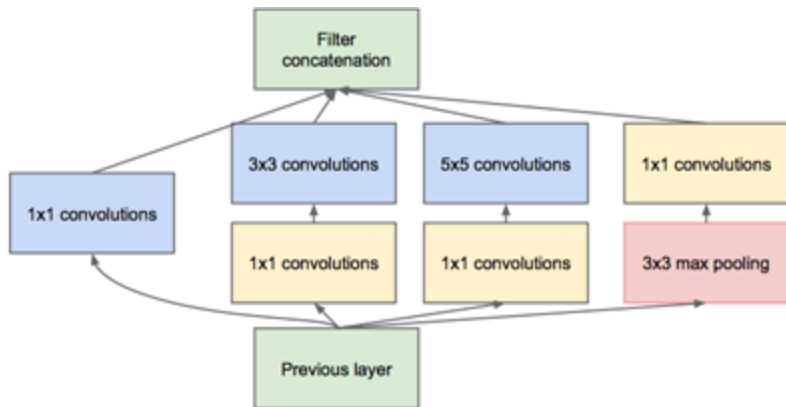 Filter
concatenation
3x3 convolutions
5x5 convolutions
1x1 convolutions
1x1 convolutions
1x1 convolutions
1x1 convolutions
3x3 max pooling
Previous layer